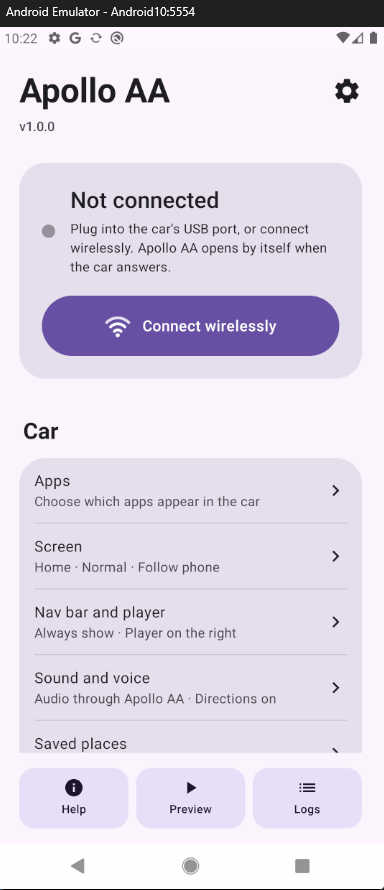 Android Emulator - Android10:5554
10:22
Apollo AA
v1.0.0
Not connected
Plug into the car's USB port, or connect
wirelessly. Apollo AA opens by itself when
the car answers.
Connect wirelessly
Car
Apps
Choose which apps appear in the car
Screen
Home · Normal · Follow phone
Nav bar and player
Always show · Player on the right
Sound and voice
Audio through Apollo AA · Directions on
Saved places
Help
Preview
Logs